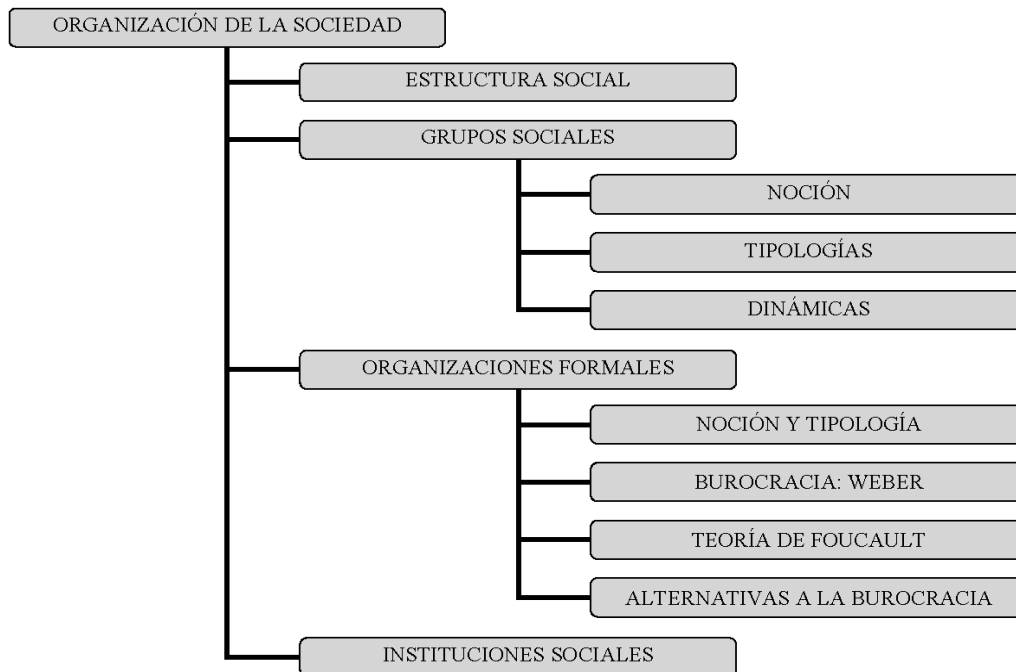 ORGANIZACIÓN DE LA SOCIEDAD
ESTRUCTURA SOCIAL
GRUPOS SOCIALES
NOCIÓN
TIPOLOGÍAS
DINÁMICAS
ORGANIZACIONES FORMALES
NOCIÓN Y TIPOLOGÍA
BUROCRACIA: WEBER
TEORÍA DE FOUCAULT
ALTERNATIVAS A LA BUROCRACIA
INSTITUCIONES SOCIALES